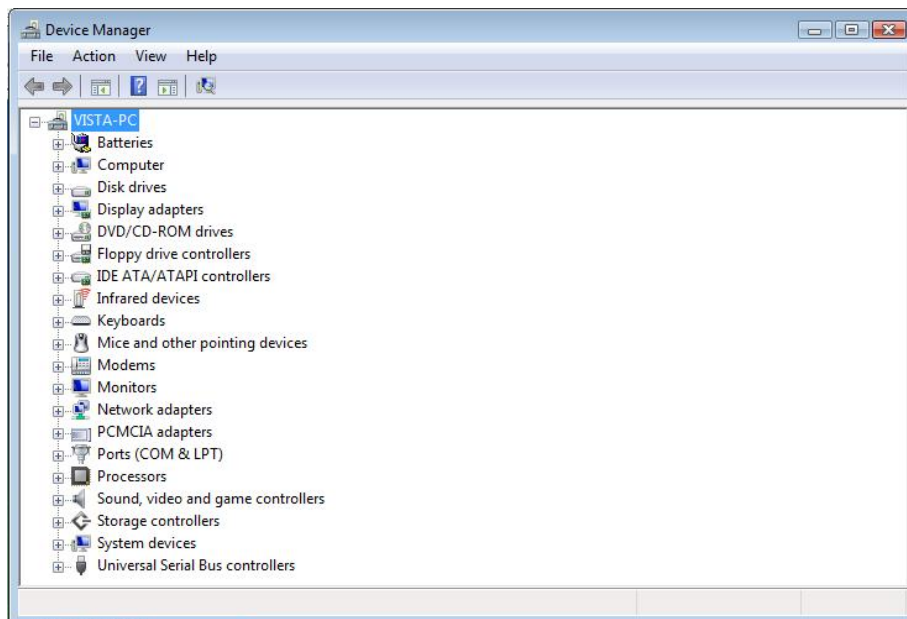 Device Manager
File Action View Help
VISTA-PC
Batteries
Computer
Disk drives
Display adapters
DVD/CD-ROM drives
Floppy drive controllers
IDE ATA/ATAPI controllers
Infrared devices
Keyboards
Mice and other pointing devices
Modems
Monitors
Network adapters
PCMCIA adapters
Ports (COM & LPT)
Processors
Sound, video and game controllers
Storage controllers
System devices
Universal Serial Bus controllers